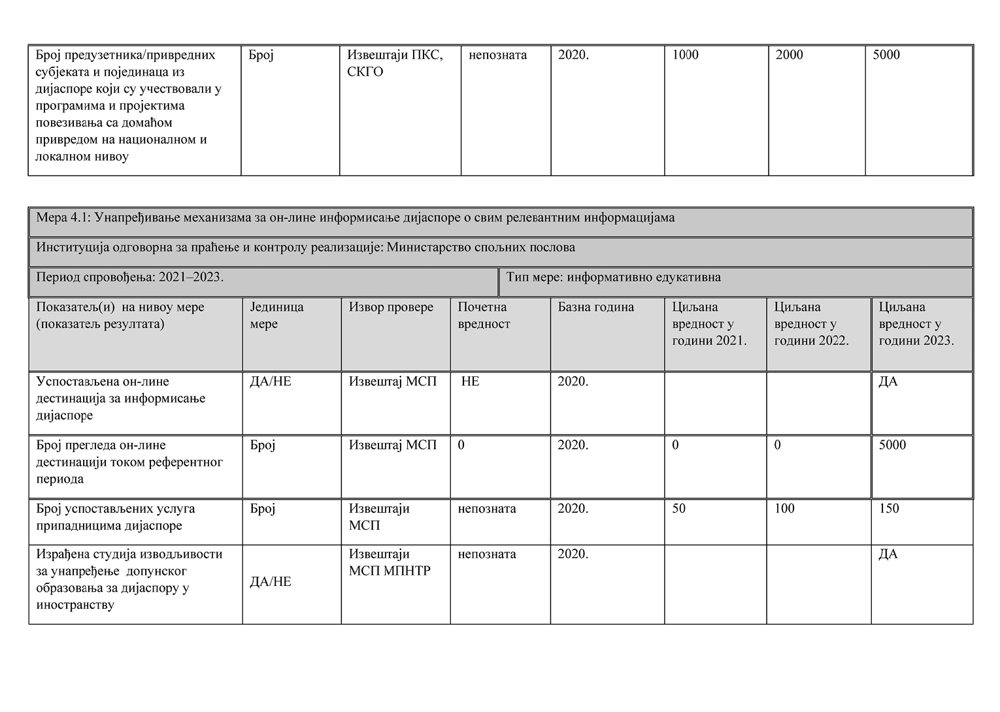 Број предузетника/привредних
субјеката и појединаца из
дијаспоре који су учествовали у
програмима и пројектима
повезивања са домаћом
привредом на националном и
локалном нивоу
Број
Извештаји ПКС,
СКГО
непозната
2020.
1000
2000
5000
Мера 4.1: Унапређивање механизама за он-лине информисање дијаспоре о свим релевантним информацијама
Институција одговорна за праћење и контролу реализације: Министарство спољних послова
Период спровођења: 2021–2023.
Тип мере: информативно едукативна
Показатељ(и) на нивоу мере
(показатељ резултата)
Јединица
мере
Извор провере
Почетна
вредност
Базна година
Циљана
вредност у
години 2021.
Циљана
вредност у
години 2022.
Циљана
вредност у
години 2023.
Успостављена он-лине
дестинација за информисање
дијаспоре
ДА/НЕ
Извештај МСП
НЕ
2020.
ДА
Број прегледа он-лине
дестинацији током референтног
периода
Број
Извештај МСП
0
2020.
0
0
5000
Број успостављених услуга
припадницима дијаспоре
Број
Извештаји
МСП
непозната
2020.
50
100
150
Израђена студија изводљивости
за унапређење допунског
образовања за дијаспору у
иностранству
ДА/НЕ
Извештаји
МСП МПНТР
непозната
2020.
ДА